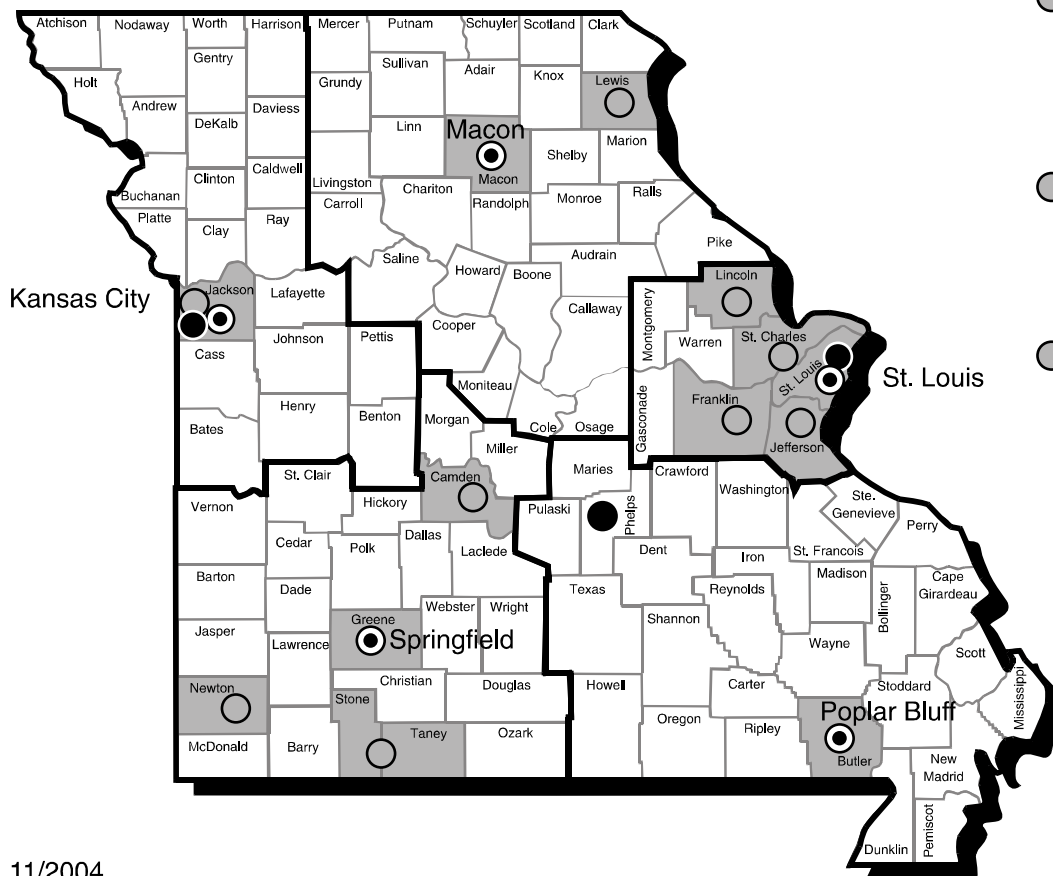 Atchison
Nodaway
Worth
Harrison
Mercer
Putnam
Schuyler
Scotland
Clark
Gentry
Holt
Sullivan
Adair
Knox
Lewis
Grundy
Andrew
Daviess
DeKalb
Linn
Macon
Marion
Shelby
Caldwell
Clinton
Livingston
Macon
Chariton
Buchanan
Carroll
Randolph
Monroe
Ralls
Platte
Ray
Clay
Pike
Audrain
Saline
Howard
Boone
Lincoln
Kansas City
Jackson
Lafayette
Callaway
Montgomery
Cooper
St. Charles
Warren
Johnson
Pettis
Cass
St. Louis
St. Louis
Moniteau
Franklin
Gasconade
Henry
Benton
Morgan
Bates
Cole
Osage
Miller
Jefferson
Maries
Crawford
St. Clair
Camden
Washington
Ste.
Genevieve
Hickory
Vernon
Pulaski
Phelps
Perry
Cedar
Polk
Dallas
Laclede
Dent
Iron
St. Francois
Barton
Dade
Texas
Reynolds
Madison
Bollinger
Cape
Girardeau
Webster
Wright
Greene
Springfield
Shannon
Jasper
Lawrence
Wayne
Scott
Newton
Christian
Douglas
Howell
Carter
Stoddard
Stone
Mississippi
Poplar Bluff
Oregon
Ripley
Taney
Ozark
McDonald
Barry
Butler
New
Madrid
Pemiscot
Dunklin
11/2004